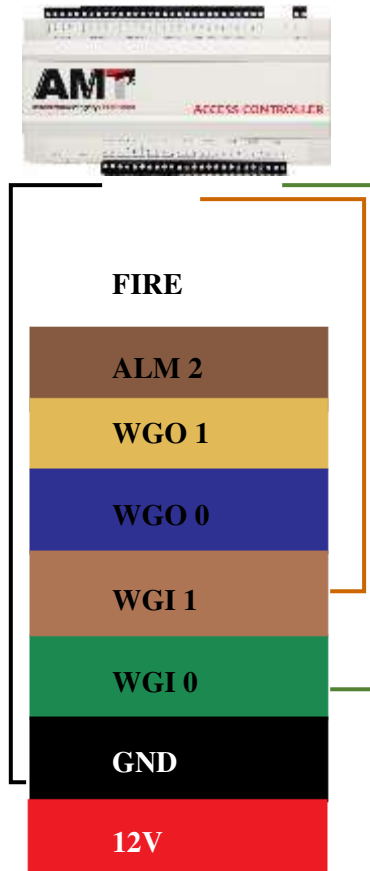 AMT
ACCESS CONTROLLER
FIRE
ALM 2
WGO 1
WGO 0
WGI 1
WGI 0
GND
12V